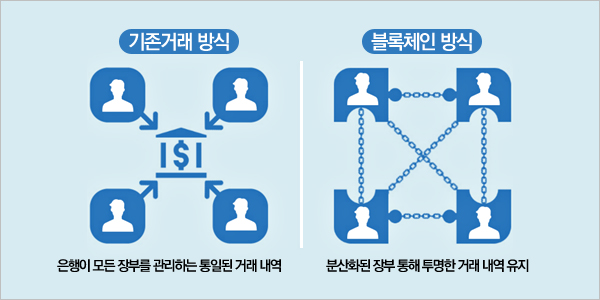 기존거래 방식
블록체인 방식
$
은행이 모든 장부를 관리하는 통일된 거래 내역
분산화된 장부 통해 투명한 거래 내역 유지